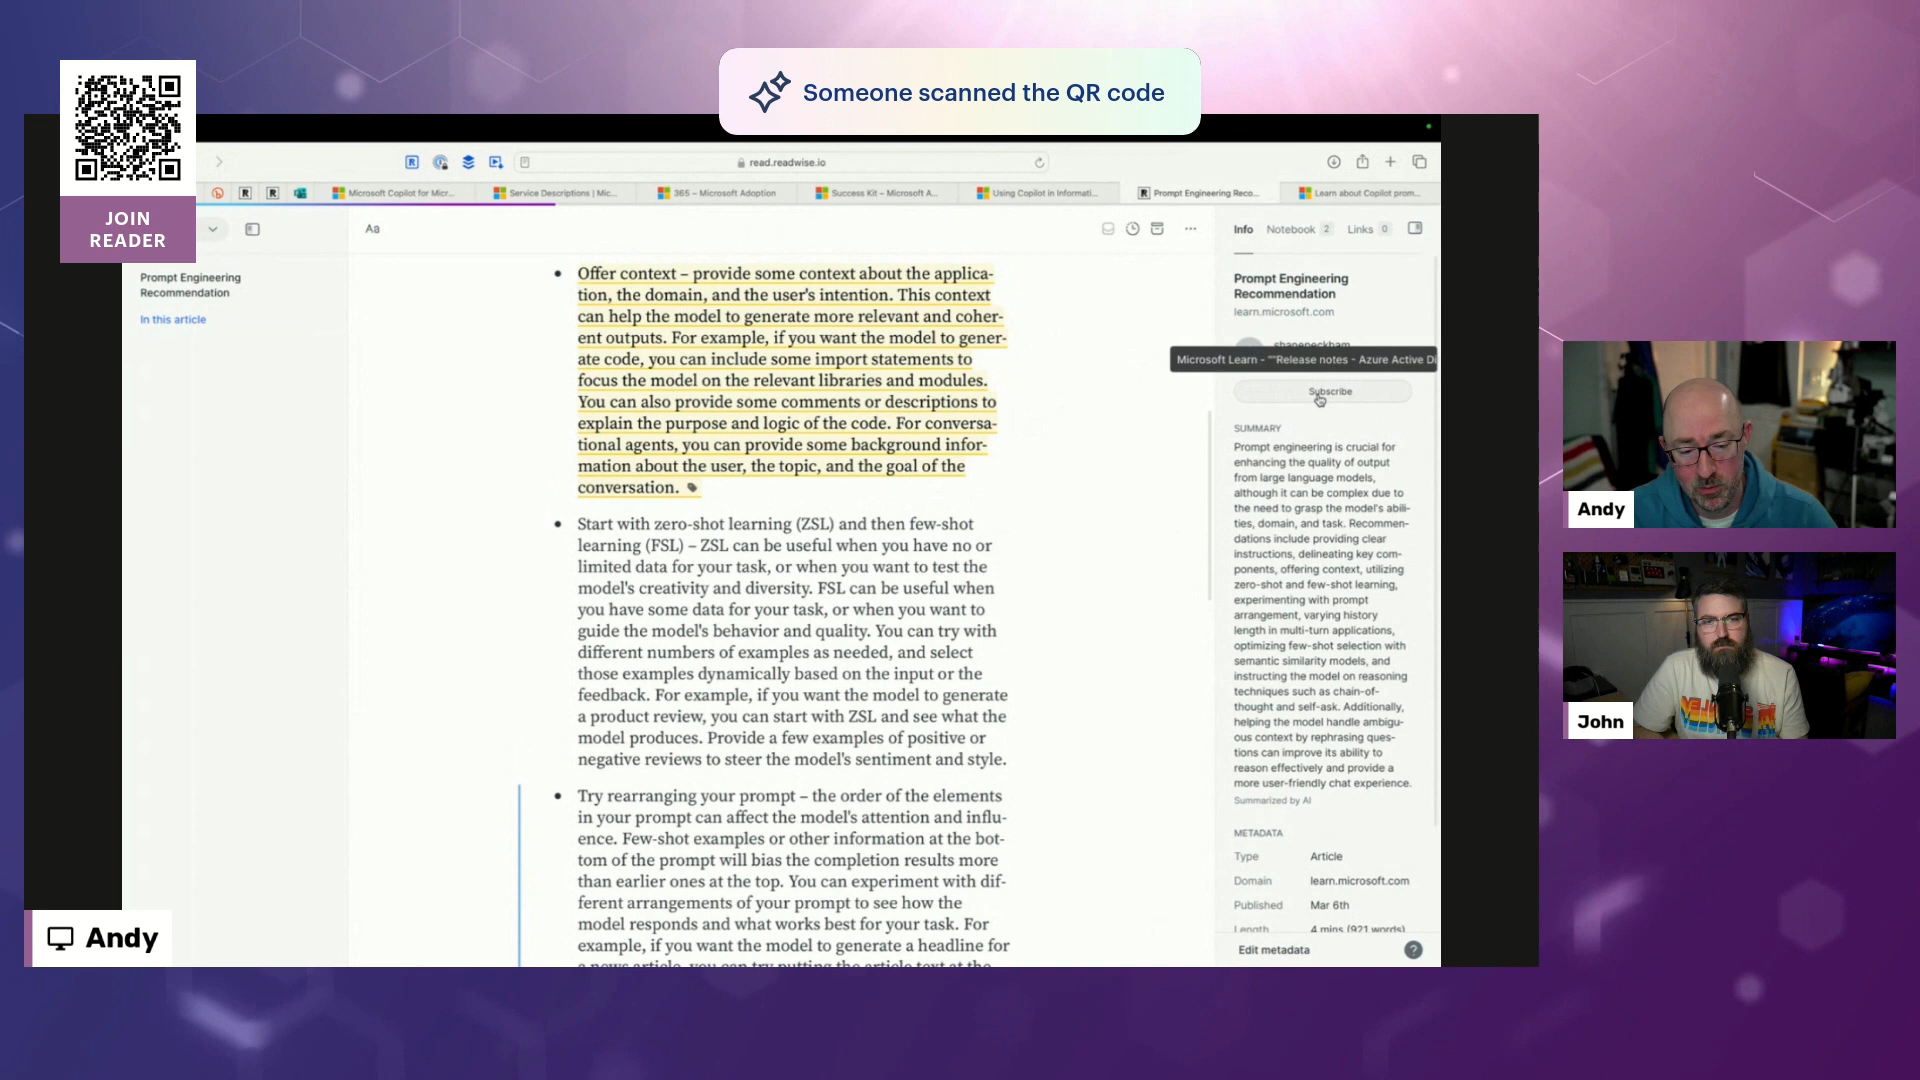 Someone scanned the QR code
JOIN
READER
read.readwise.io
Microsoft Copilot for Micr...
Service Descriptions | Mic...
365 – Microsoft Adoption
Success Kit – Microsoft A...
Using Copilot in Informati...
Prompt Engineering Reco...
Learn about Copilot prom...
Aa
Info
Notebook 2
Links 0
Prompt Engineering
Recommendation
In this article
Offer context – provide some context about the applica-
tion, the domain, and the user's intention. This context
can help the model to generate more relevant and coher-
ent outputs. For example, if you want the model to gener-
ate code, you can include some import statements to
focus the model on the relevant libraries and modules.
You can also provide some comments or descriptions to
explain the purpose and logic of the code. For conversa-
tional agents, you can provide some background infor-
mation about the user, the topic, and the goal of the
conversation.
Start with zero-shot learning (ZSL) and then few-shot
learning (FSL) – ZSL can be useful when you have no or
limited data for your task, or when you want to test the
model's creativity and diversity. FSL can be useful when
you have some data for your task, or when you want to
guide the model's behavior and quality. You can try with
different numbers of examples as needed, and select
those examples dynamically based on the input or the
feedback. For example, if you want the model to generate
a product review, you can start with ZSL and see what the
model produces. Provide a few examples of positive or
negative reviews to steer the model's sentiment and style.
Try rearranging your prompt – the order of the elements
in your prompt can affect the model's attention and influ-
ence. Few-shot examples or other information at the bot-
tom of the prompt will bias the completion results more
than earlier ones at the top. You can experiment with dif-
ferent arrangements of your prompt to see how the
model responds and what works best for your task. For
example, if you want the model to generate a headline for
a news article, you can try putting the article text at the
Prompt Engineering
Recommendation
learn.microsoft.com
shanepeckham
Microsoft Learn - ""Release notes - Azure Active Di
Subscribe
SUMMARY
Prompt engineering is crucial for
enhancing the quality of output
from large language models,
although it can be complex due to
the need to grasp the model's abili-
ties, domain, and task. Recommen-
dations include providing clear
instructions, delineating key com-
ponents, offering context, utilizing
zero-shot and few-shot learning,
experimenting with prompt
arrangement, varying history
length in multi-turn applications,
optimizing few-shot selection with
semantic similarity models, and
instructing the model on reasoning
techniques such as chain-of-
thought and self-ask. Additionally,
helping the model handle ambigu-
ous context by rephrasing ques-
tions can improve its ability to
reason effectively and provide a
more user-friendly chat experience.
Summarized by AI
METADATA
Type Article
Domain learn.microsoft.com
Published Mar 6th
Length 4 mins (921 words)
Edit metadata
?
Andy
Andy
John